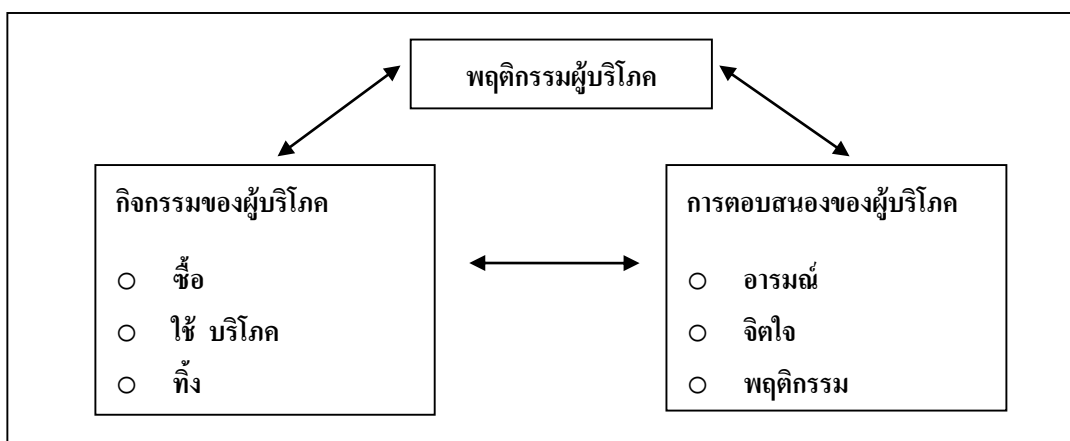 พฤติกรรมผู้บริโภค
กิจกรรมของผู้บริโภค
ซื้อ
ใช้ บริโภค
ทิ้ง
การตอบสนองของผู้บริโภค
อารมณ์
จิตใจ
พฤติกรรม